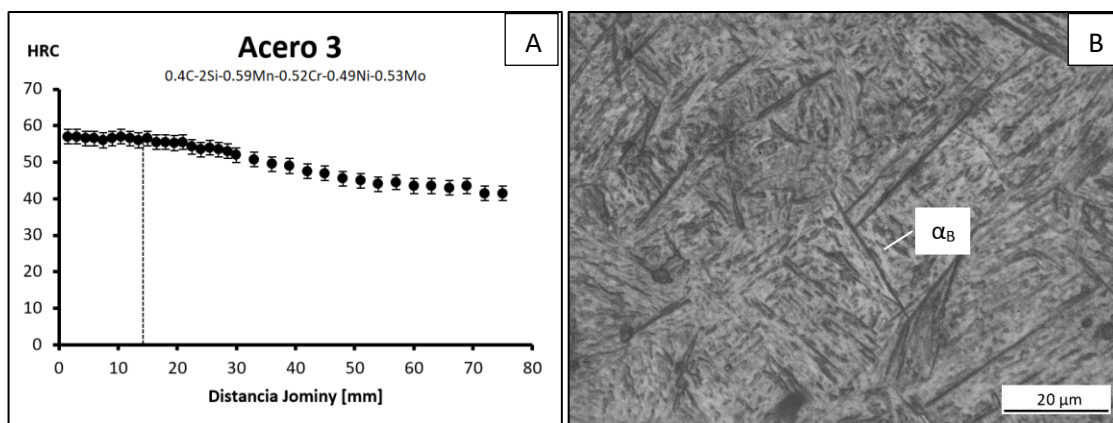 Acero 3
A
0.4C-2Si-0.59Mn-0.52Cr-0.49Ni-0.53Mo
HRC
70
60
50
40
30
20
10
0
0 10 20 30 40 50 60 70 80
Distancia Jominy [mm]
B
αB
20 µm